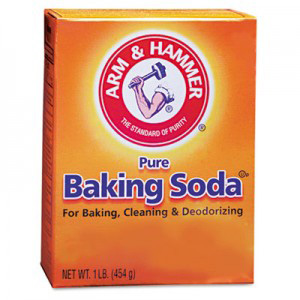 ARM & HAMMER
®
THE STANDARD OF PURITY
®
Pure
Baking Soda
For Baking, Cleaning & Deodorizing
NET WT. 1 LB. (454 g)